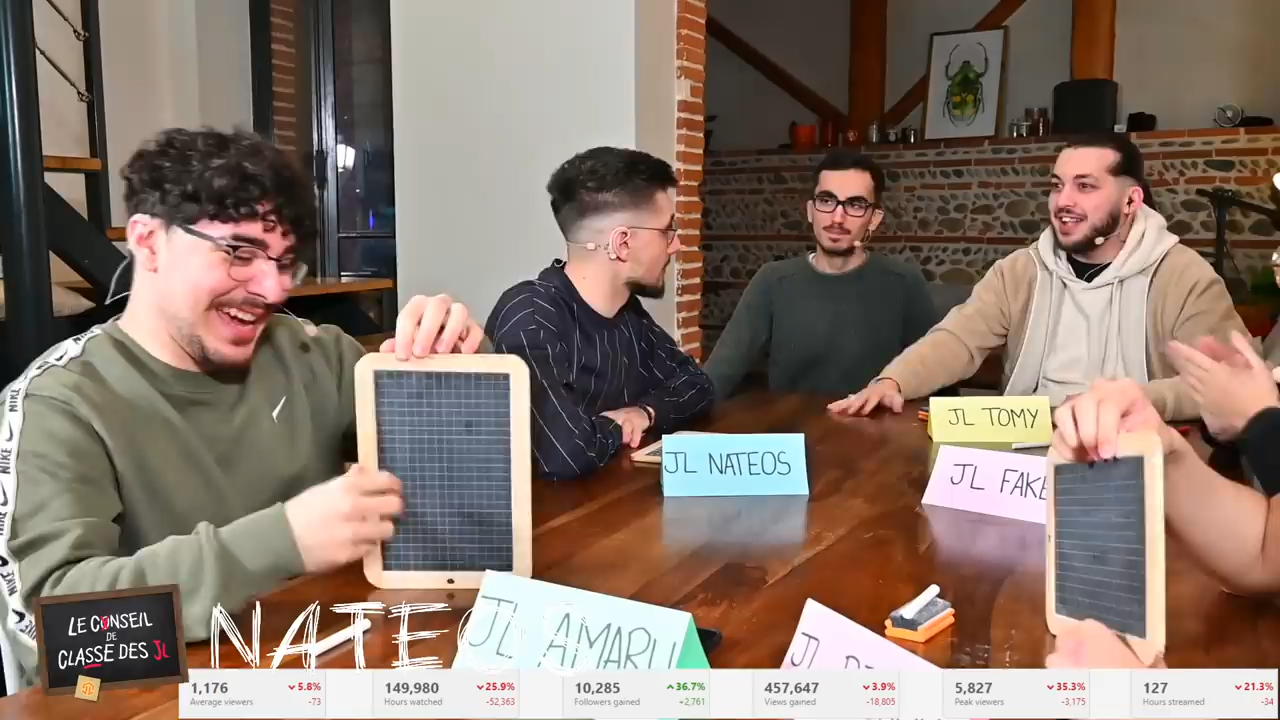 JL TOMY
JL NATEOS
JL FAKE
JL AMARU
NIKE
NIKE
NIKE
LE CONSEIL
DE
CLASSE DES JL
1,176 5.8%
Average viewers -73
149,980 25.9%
Hours watched -52,363
10,285 36.7%
Followers gained +2,761
457,647 3.9%
Views gained -18,805
5,827 35.3%
Peak viewers -3,175
127 21.3%
Hours streamed -34